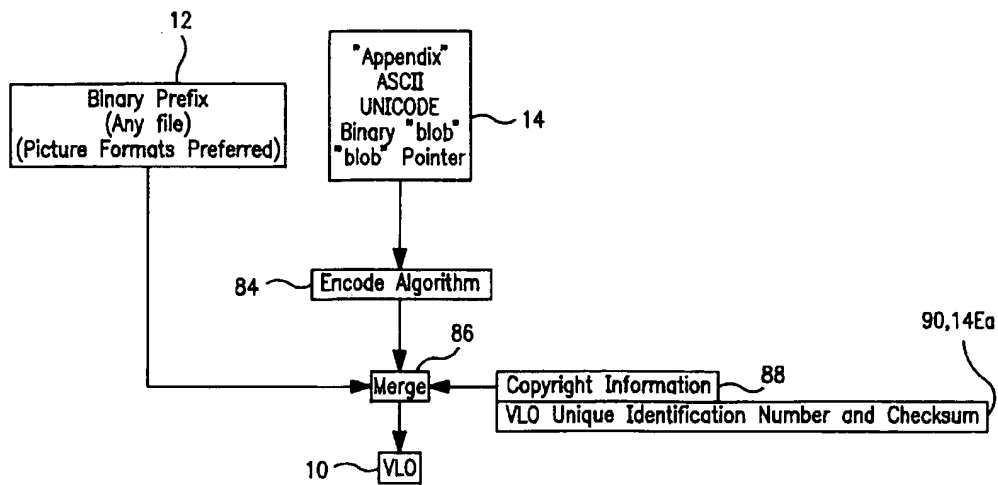 12
Binary Prefix
(Any file)
(Picture Formats Preferred)
"Appendix"
ASCII
UNICODE
Binary "blob"
"blob" Pointer
14
84
Encode Algorithm
90,14Ea
86
Merge
Copyright Information
88
VLO Unique Identification Number and Checksum
10
VLO